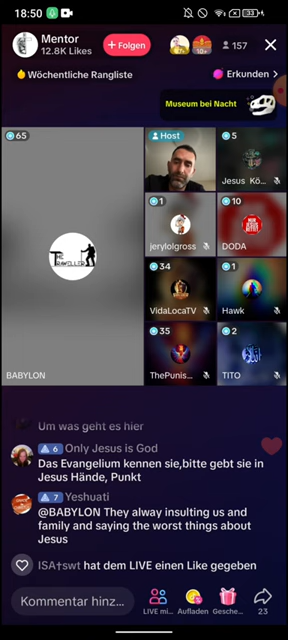 18:50
Mentor
12.8K Likes
+ Folgen
10+
157
Wöchentliche Rangliste
Erkunden >
Museum bei Nacht
65
Host
5
Jesus Kö...
1
jerylolgross
10
DODA
THE TRAVELLER
34
VidaLocaTV
1
Hawk
35
ThePunis...
2
TITO
BABYLON
Um was geht es hier
6 Only Jesus is God
Das Evangelium kennen sie,bitte geb sie in
Jesus Hände, Punkt
7 Yeshuati
@BABYLON They alway insulting us and
family and saying the worst things about
Jesus
ISA†swt hat dem LIVE einen Like gegeben
Kommentar hinz...
LIVE mi...
Aufladen
Gesche...
23